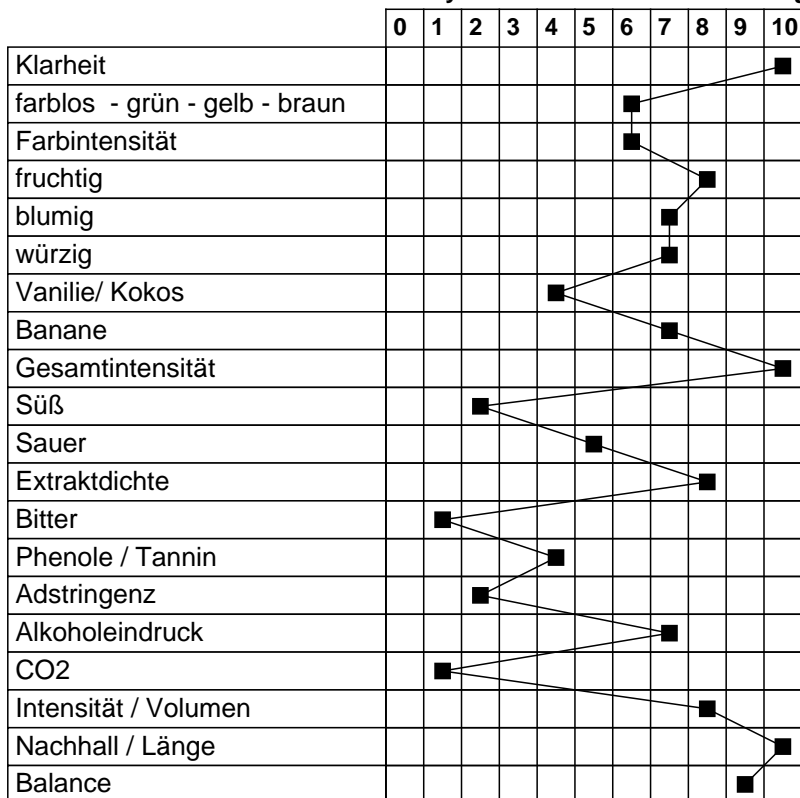 0 1 2 3 4 5 6 7 8 9 10
Klarheit
farblos - grün - gelb - braun
Farbintensität
fruchtig
blumig
würzig
Vanilie/ Kokos
Banane
Gesamtintensität
Süß
Sauer
Extraktdichte
Bitter
Phenole / Tannin
Adstringenz
Alkoholeindruck
CO2
Intensität / Volumen
Nachhall / Länge
Balance